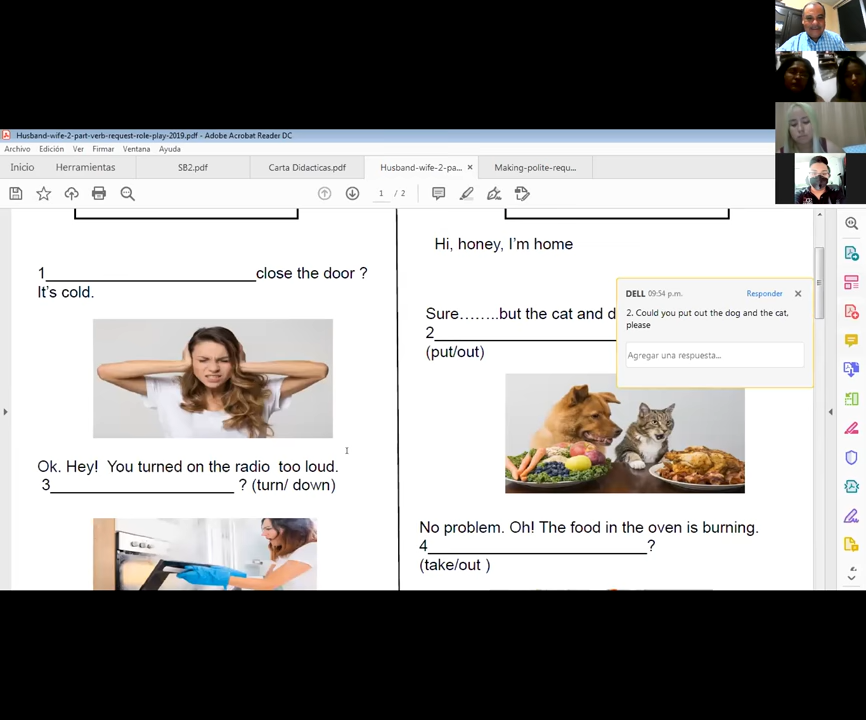 Husband-wife-2-part-verb-request-role-play-2019.pdf - Adobe Acrobat Reader DC
Archivo Edición Ver Firmar Ventana Ayuda
Inicio Herramientas SB2.pdf Carta Didacticas.pdf Husband-wife-2-pa... × Making-polite-requ...
1 / 2
1__________________________close the door ?
It's cold.
Ok. Hey! You turned on the radio too loud.
3_______________________ ? (turn/ down)
Hi, honey, I'm home
Sure........but the cat and d
2_______________________
(put/out)
No problem. Oh! The food in the oven is burning.
4___________________________?
(take/out )
DELL 09:54 p.m. Responder ×
2. Could you put out the dog and the cat,
please
Agregar una respuesta...